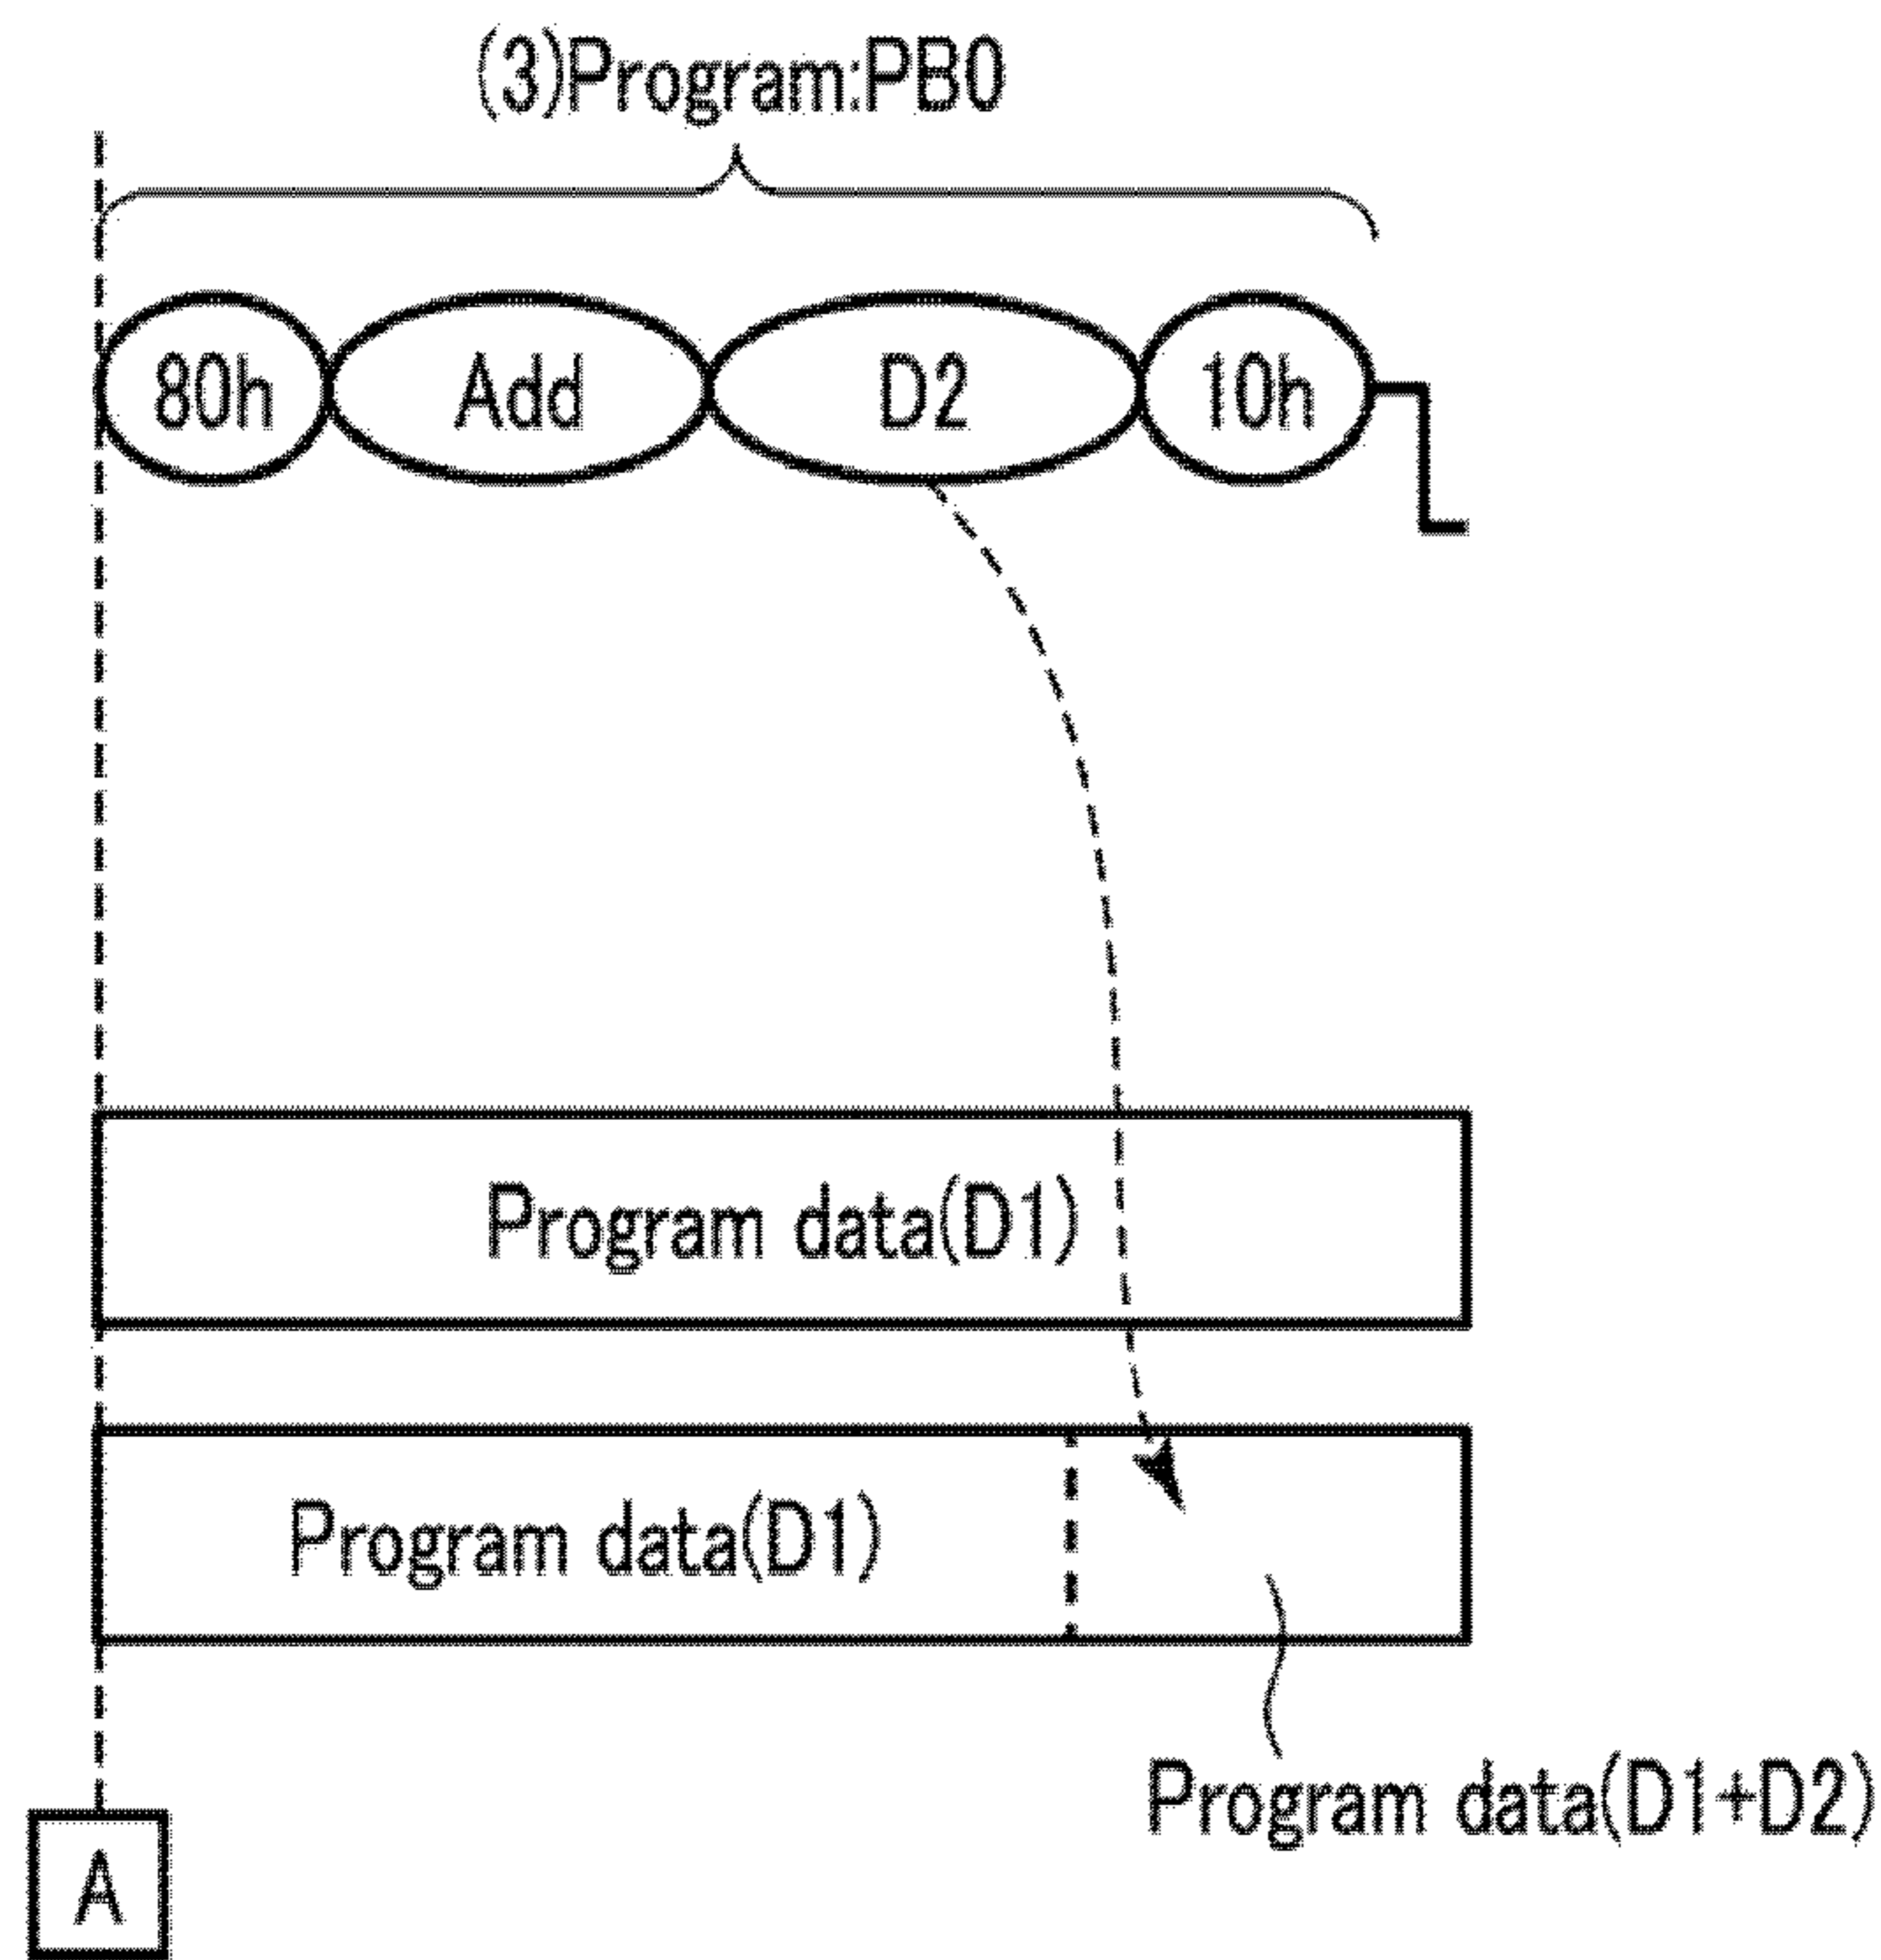 (3)Program:PB0
80h Add D2 10h
Program data(D1)
Program data(D1)
Program data(D1+D2)
A